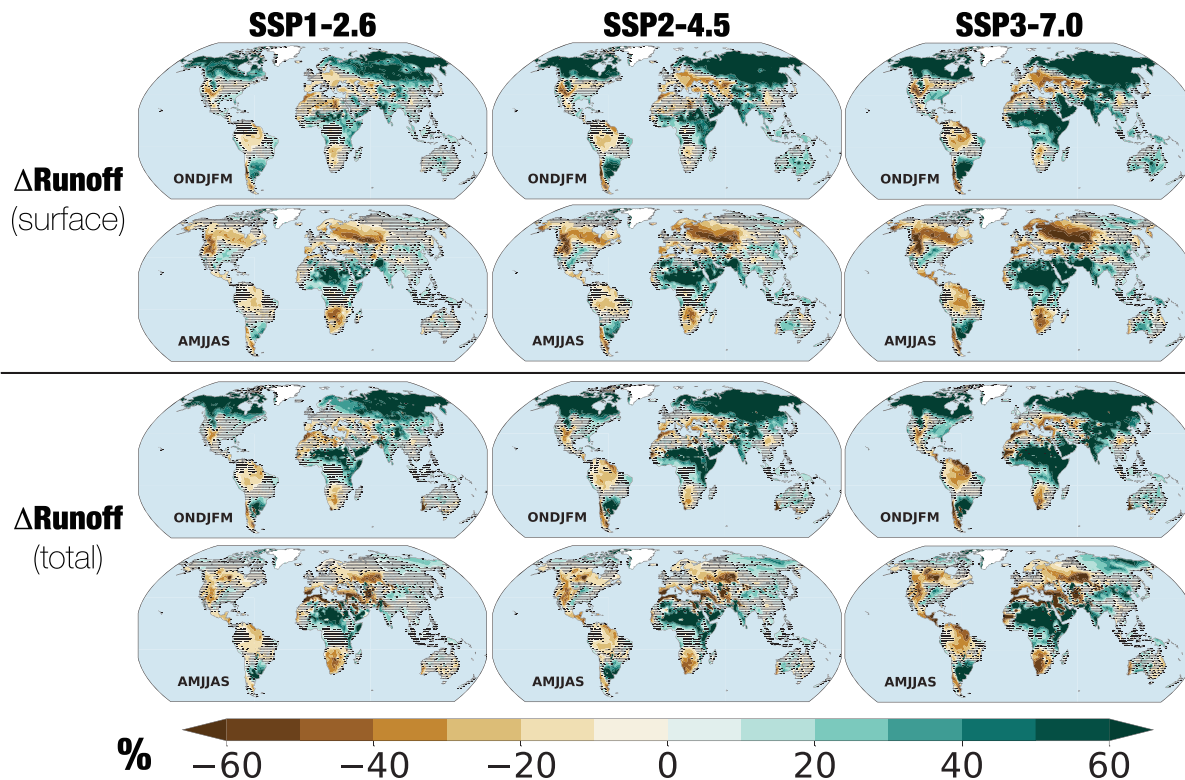 SSP1-2.6 SSP2-4.5 SSP3-7.0
ΔRunoff
(surface)
ONDJFM ONDJFM ONDJFM
AMJJAS AMJJAS AMJJAS
ΔRunoff
(total)
ONDJFM ONDJFM ONDJFM
AMJJAS AMJJAS AMJJAS
% −60 −40 −20 0 20 40 60